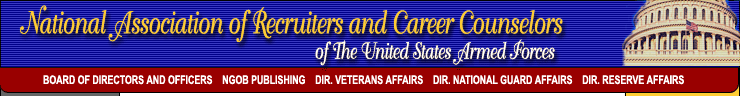 National Association of Recruiters and Career Counselors
of The United States Armed Forces
BOARD OF DIRECTORS AND OFFICERS NGOB PUBLISHING DIR. VETERANS AFFAIRS DIR. NATIONAL GUARD AFFAIRS DIR. RESERVE AFFAIRS